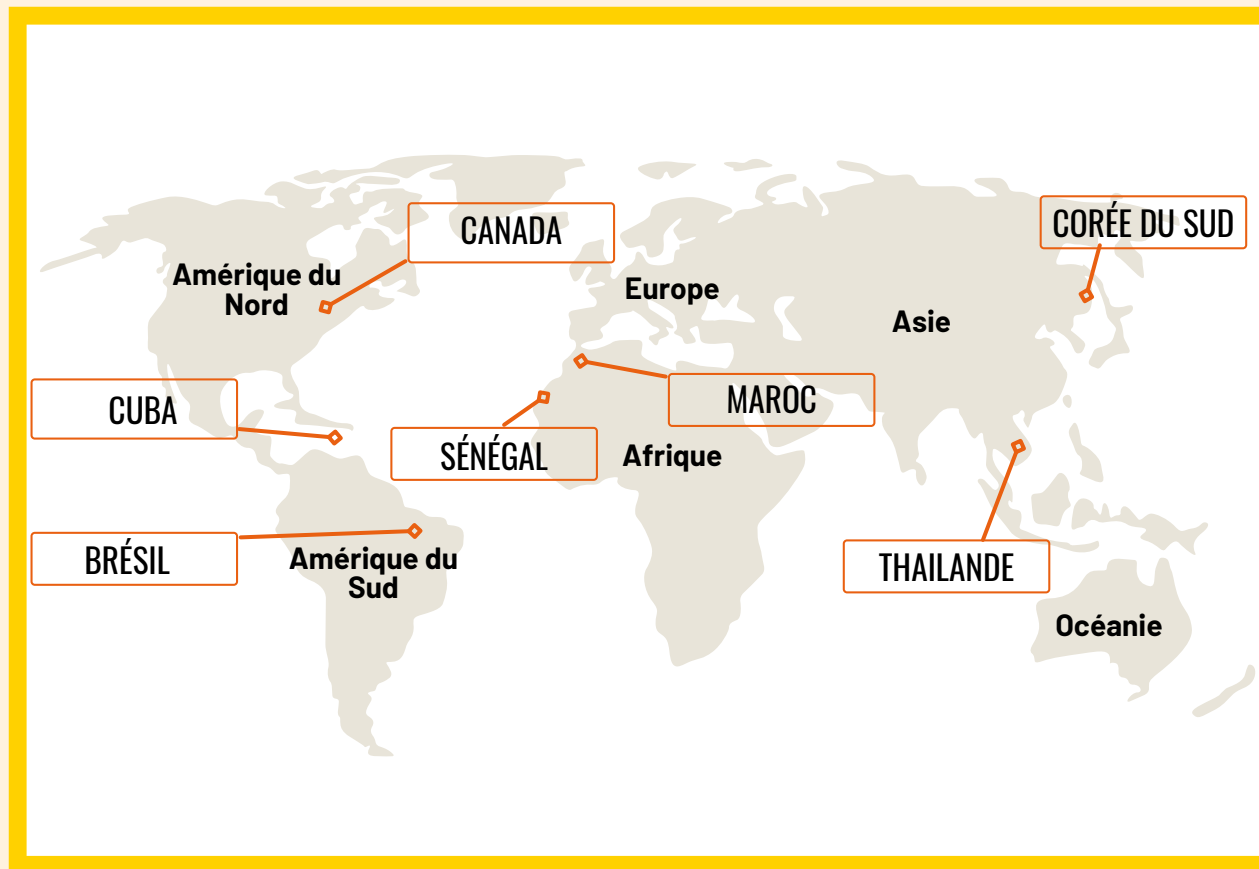 CANADA
CORÉE DU SUD
Amérique du
Nord
Europe
Asie
CUBA
MAROC
SÉNÉGAL
Afrique
BRÉSIL
Amérique du
Sud
THAILANDE
Océanie